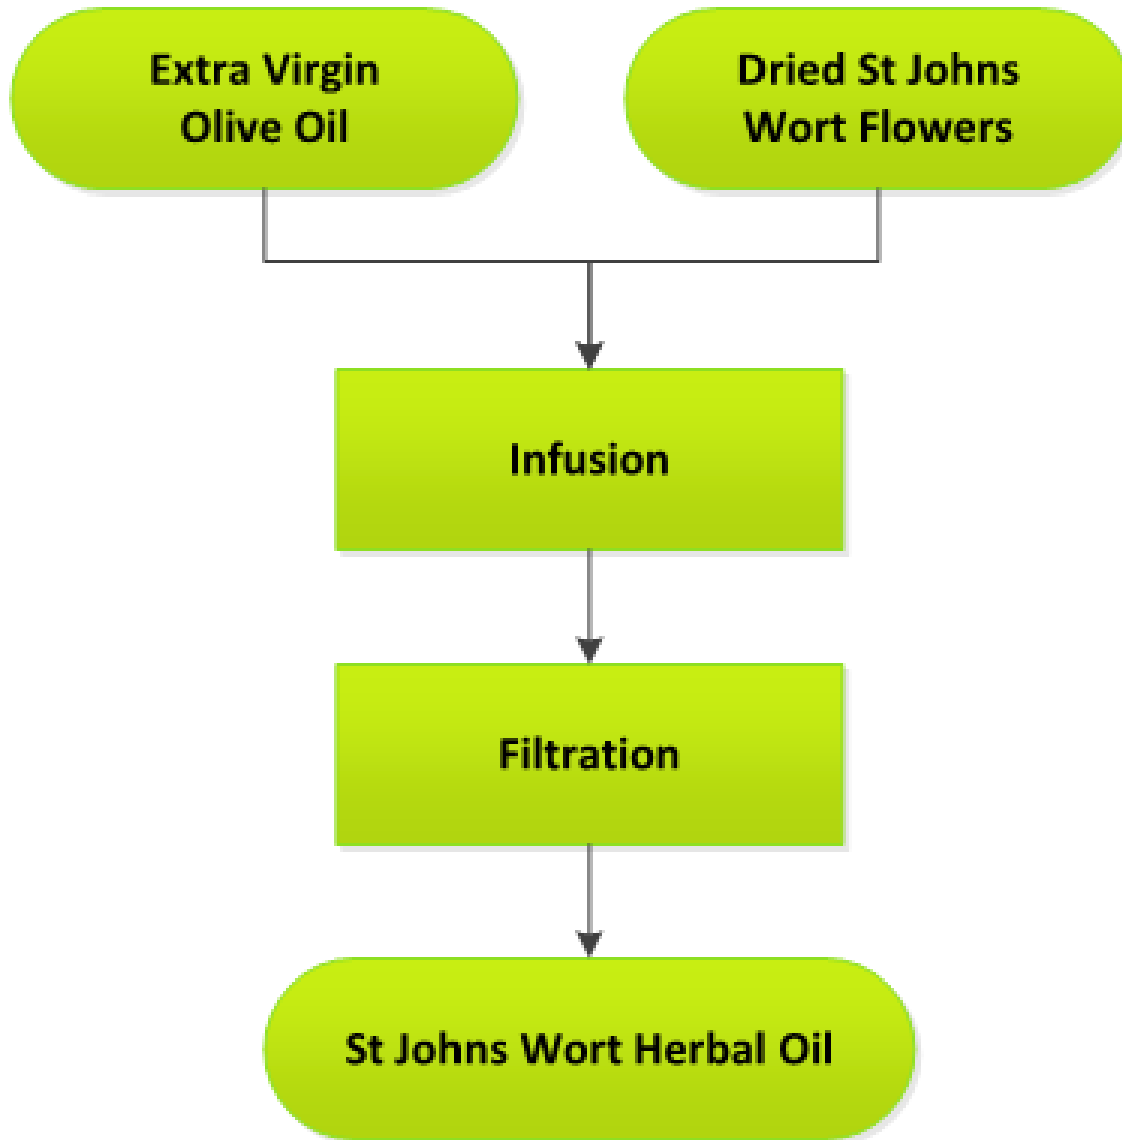 Extra Virgin
Olive Oil
Dried St Johns
Wort Flowers
Infusion
Filtration
St Johns Wort Herbal Oil